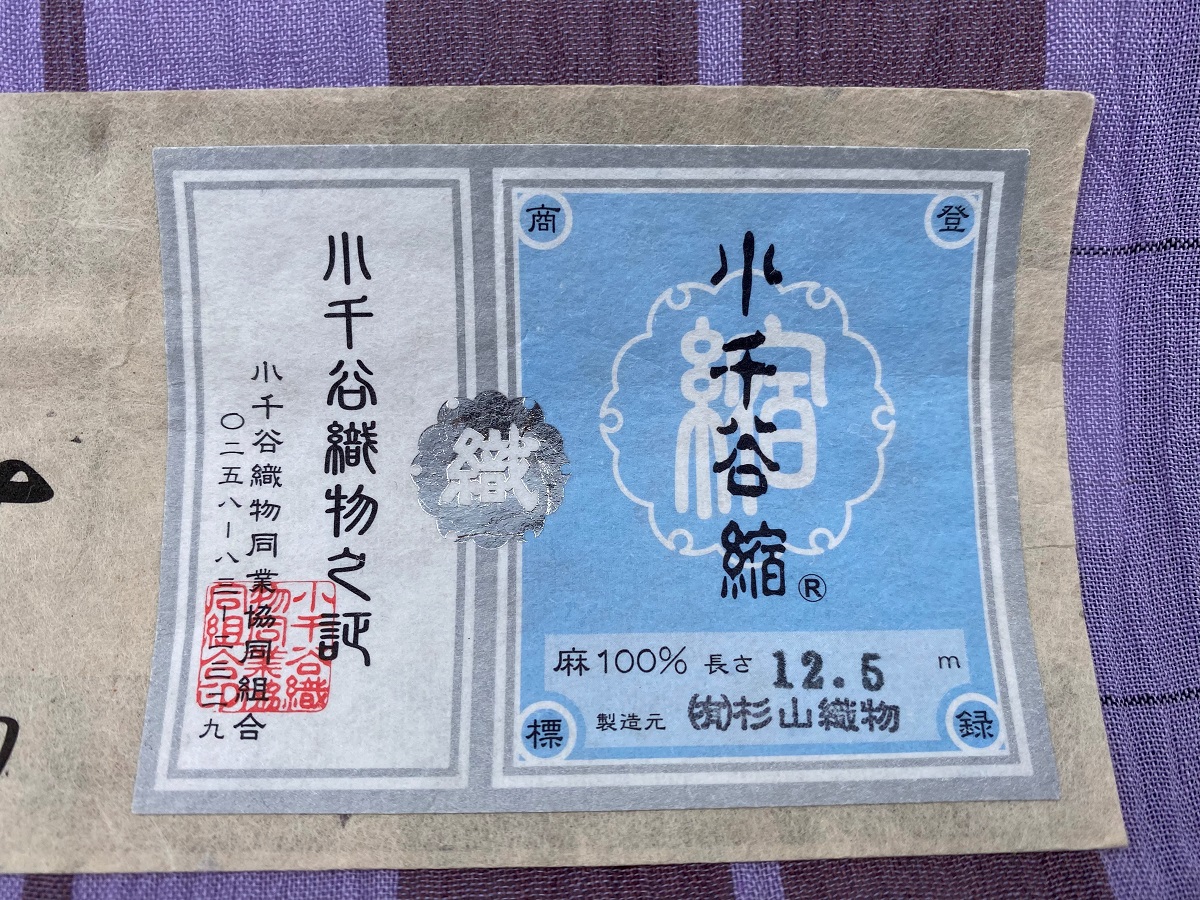 登録商標
小千谷縮®
縮
麻100% 長さ 12.5 m
製造元 ㈲杉山織物
織
小千谷織物之証
小千谷織物同業協同組合
〇二五八ー八三ー二三二九
小千谷織
物同業協
同組合印